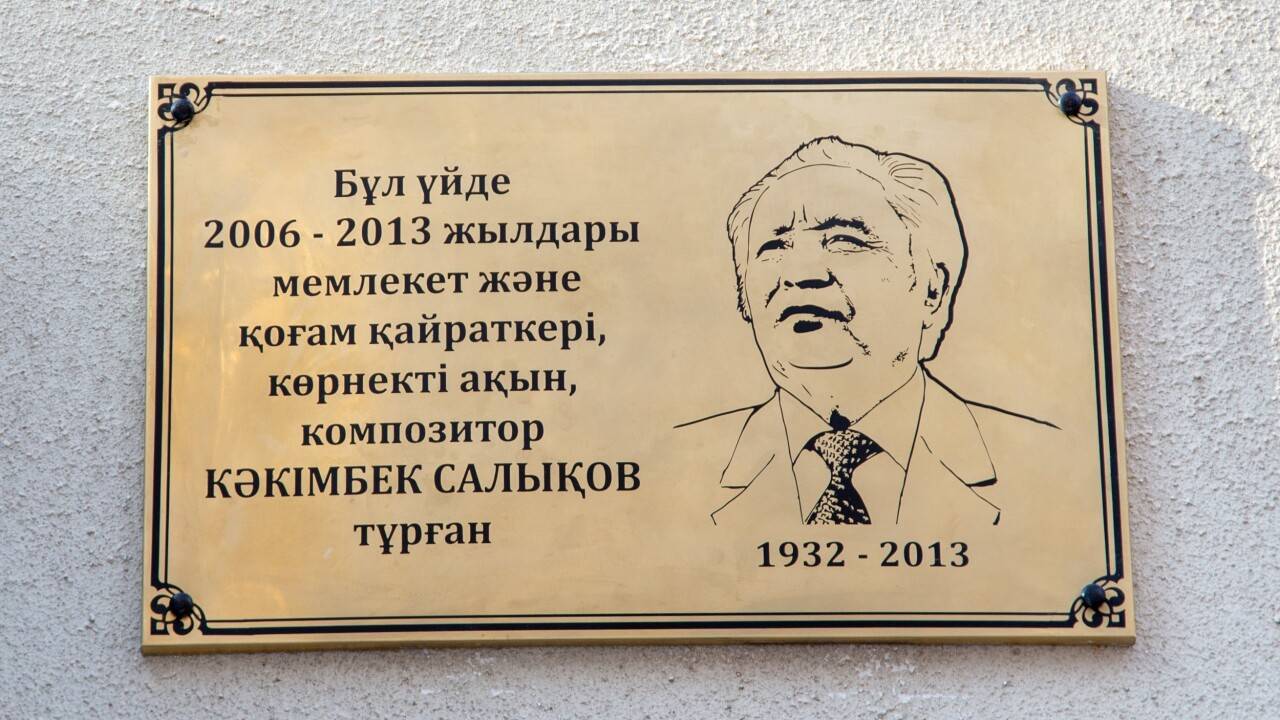 Бұл үйде
2006 - 2013 жылдары
мемлекет және
қоғам қайраткері,
көрнекті ақын,
композитор
КӘКІМБЕК САЛЫҚОВ
тұрған
1932 - 2013